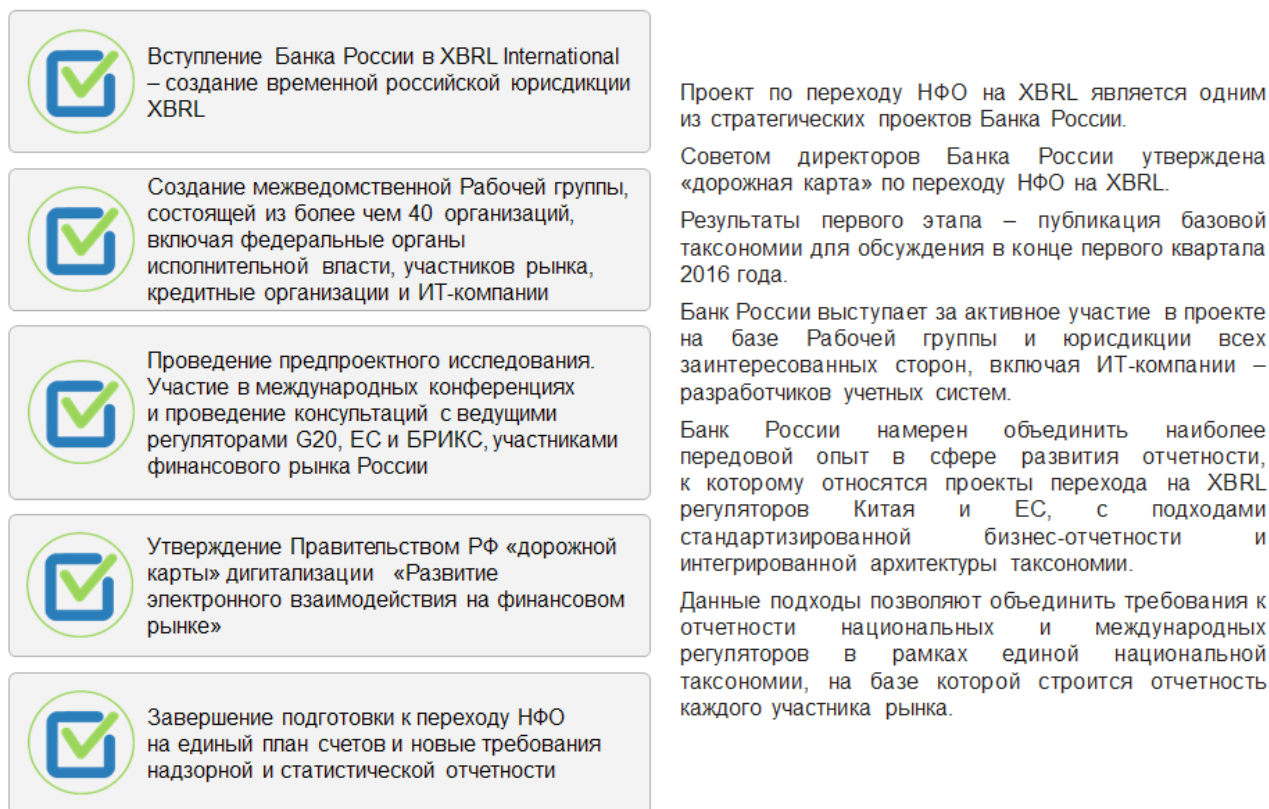 Вступление Банка России в XBRL International
– создание временной российской юрисдикции
XBRL
Создание межведомственной Рабочей группы,
состоящей из более чем 40 организаций,
включая федеральные органы
исполнительной власти, участников рынка,
кредитные организации и ИТ-компании
Проведение предпроектного исследования.
Участие в международных конференциях
и проведение консультаций с ведущими
регуляторами G20, ЕС и БРИКС, участниками
финансового рынка России
Утверждение Правительством РФ «дорожной
карты» дигитализации «Развитие
электронного взаимодействия на финансовом
рынке»
Завершение подготовки к переходу НФО
на единый план счетов и новые требования
надзорной и статистической отчетности
Проект по переходу НФО на XBRL является одним
из стратегических проектов Банка России.
Советом директоров Банка России утверждена
«дорожная карта» по переходу НФО на XBRL.
Результаты первого этапа – публикация базовой
таксономии для обсуждения в конце первого квартала
2016 года.
Банк России выступает за активное участие в проекте
на базе Рабочей группы и юрисдикции всех
заинтересованных сторон, включая ИТ-компании –
разработчиков учетных систем.
Банк России намерен объединить наиболее
передовой опыт в сфере развития отчетности,
к которому относятся проекты перехода на XBRL
регуляторов Китая и ЕС, с подходами
стандартизированной бизнес-отчетности и
интегрированной архитектуры таксономии.
Данные подходы позволяют объединить требования к
отчетности национальных и международных
регуляторов в рамках единой национальной
таксономии, на базе которой строится отчетность
каждого участника рынка.